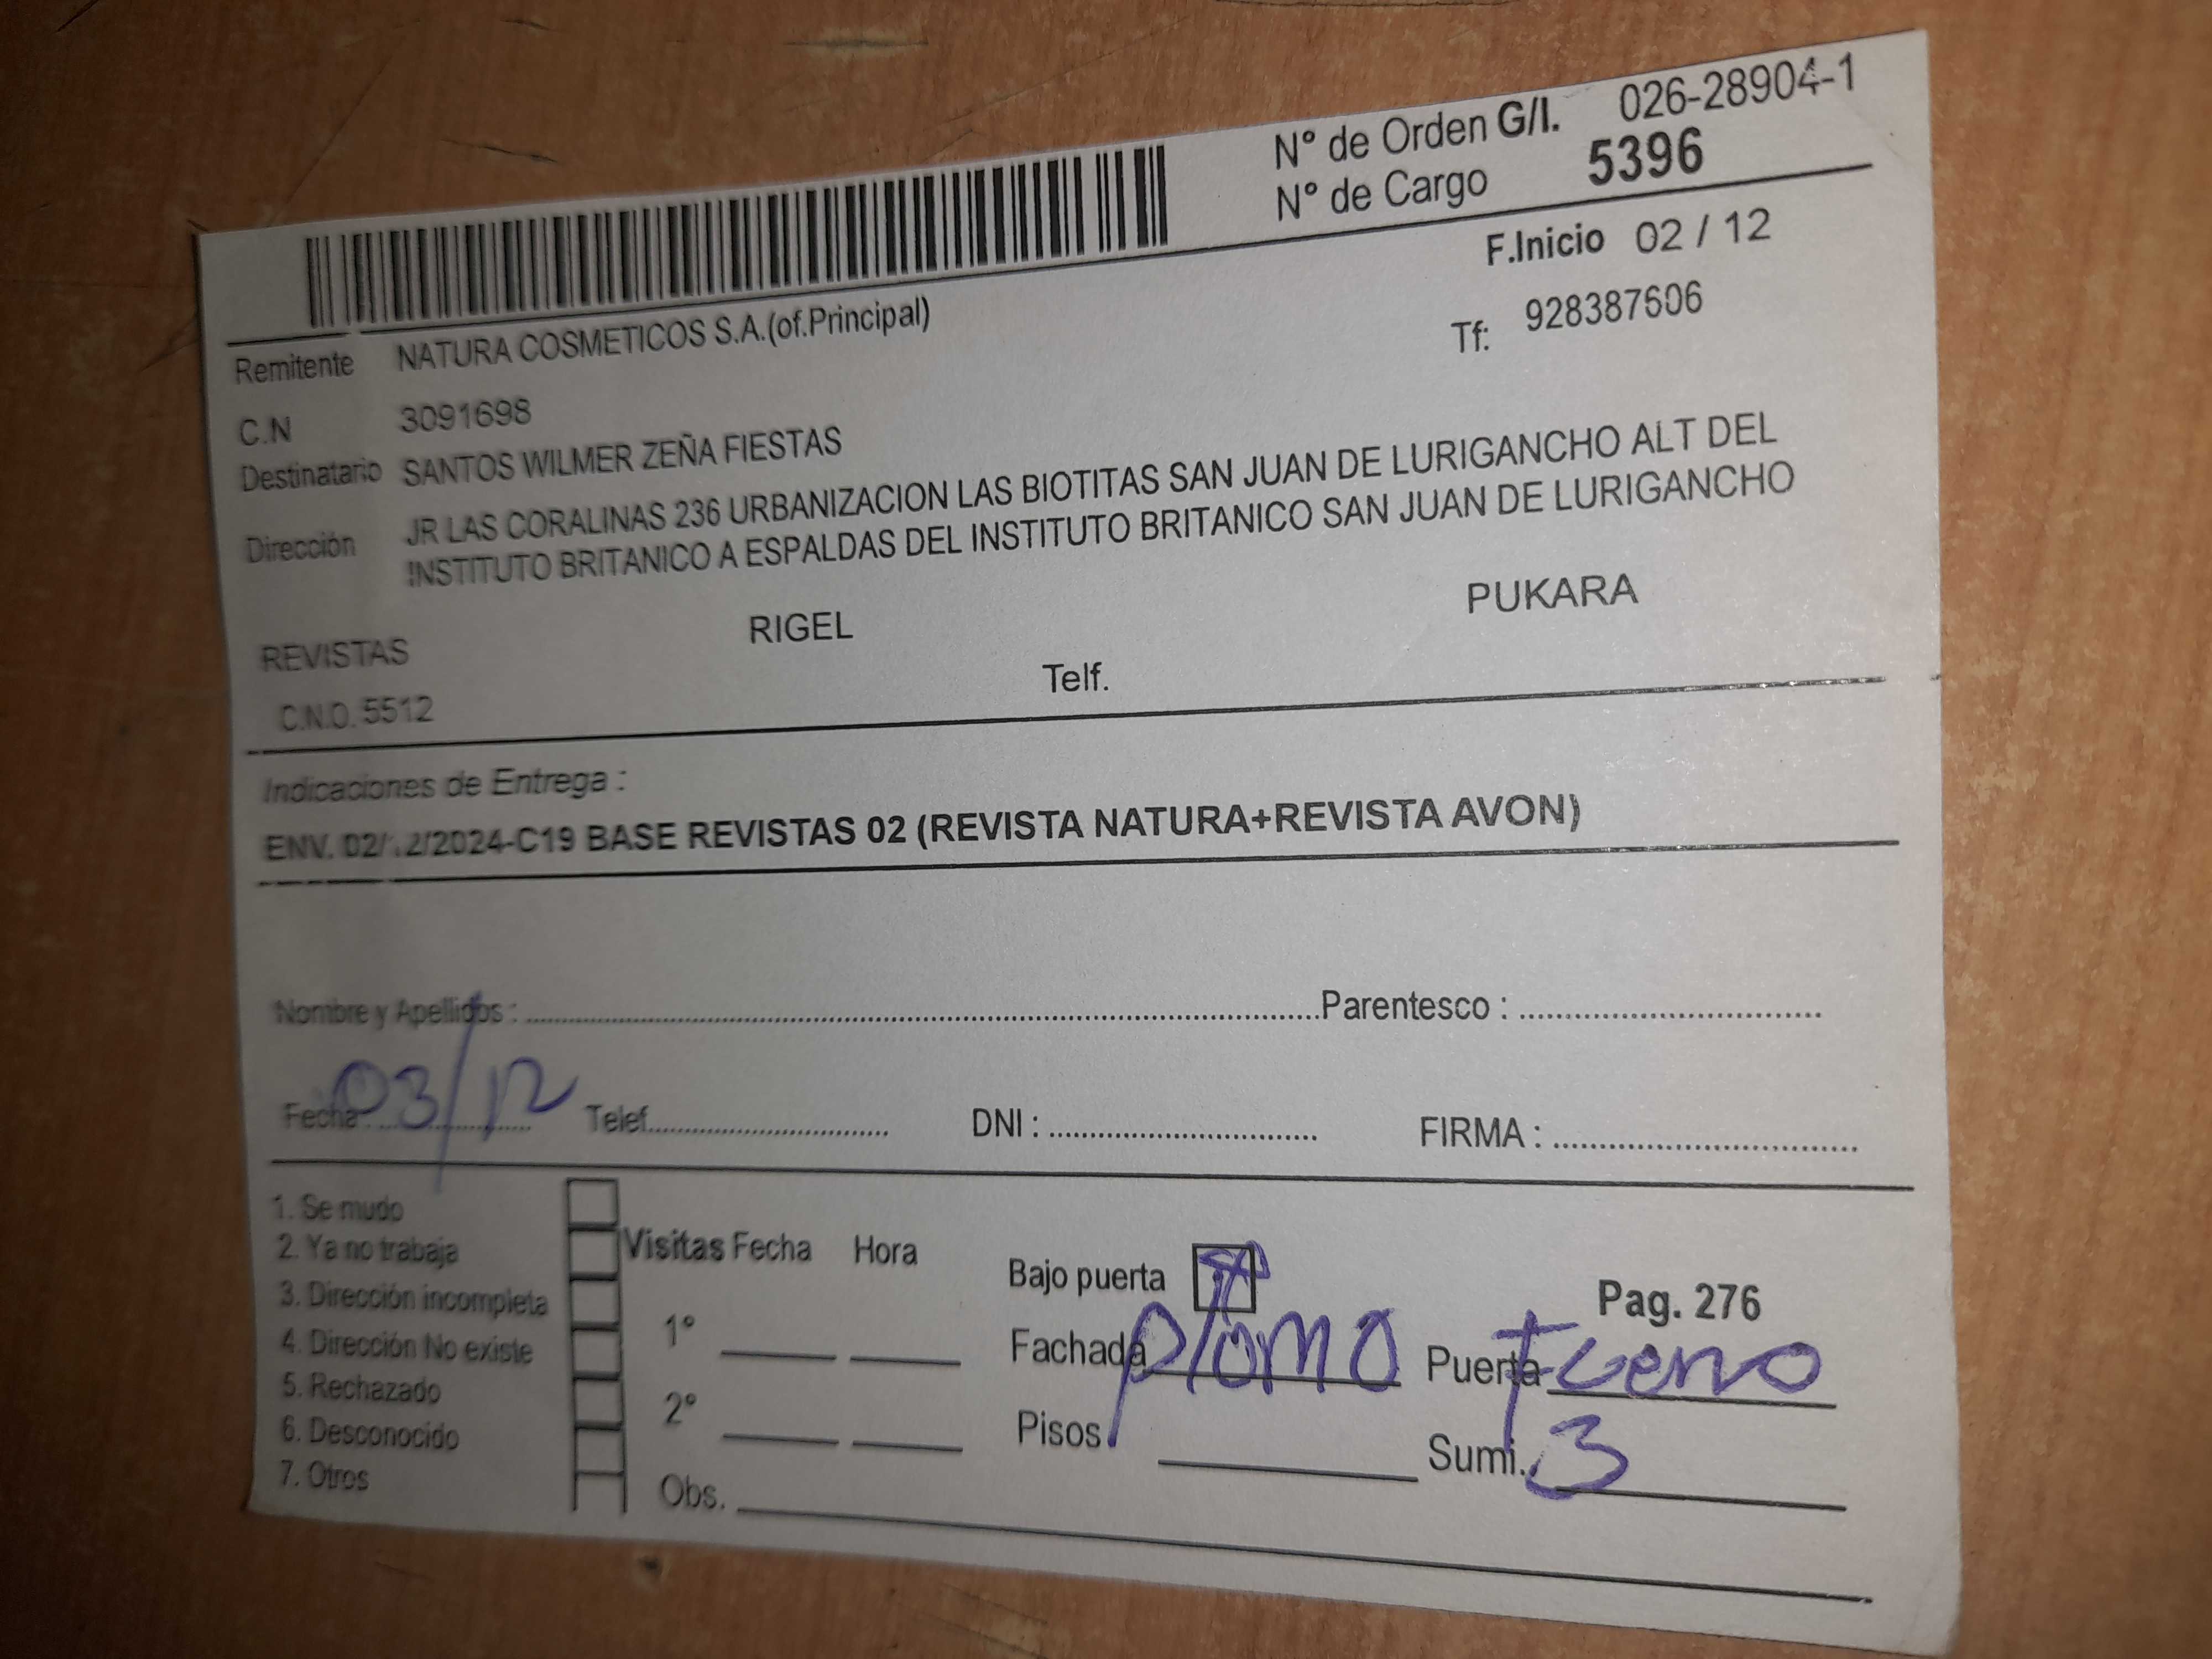 N° de Orden G/I. 026-28904-1
N° de Cargo 5396
F.Inicio 02 / 12
Remitente NATURA COSMETICOS S.A.(of.Principal) Tf: 928387606
C.N 3091698
Destinatario SANTOS WILMER ZEÑA FIESTAS
Dirección JR LAS CORALINAS 236 URBANIZACION LAS BIOTITAS SAN JUAN DE LURIGANCHO ALT DEL
INSTITUTO BRITANICO A ESPALDAS DEL INSTITUTO BRITANICO SAN JUAN DE LURIGANCHO
REVISTAS RIGEL PUKARA
C.N.O. 5512 Telf.
Indicaciones de Entrega :
ENV. 02/12/2024-C19 BASE REVISTAS 02 (REVISTA NATURA+REVISTA AVON)
Nombre y Apellidos : Parentesco :
Fecha: 03/12 Telef. DNI : FIRMA :
1. Se mudo
2. Ya no trabaja Visitas Fecha Hora Bajo puerta
3. Dirección incompleta Pag. 276
4. Dirección No existe 1° Fachada plomo Puerta
5. Rechazado
6. Desconocido 2° Pisos Sumi. 3
7. Otros Obs.